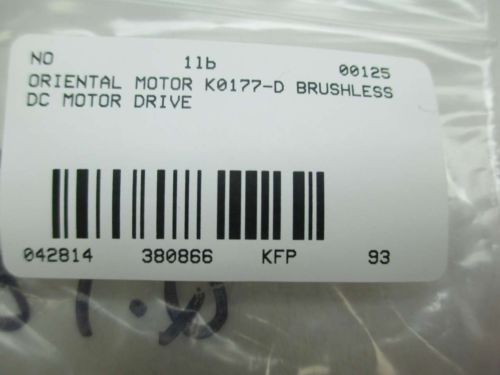 NO 11b 00125
ORIENTAL MOTOR K0177-D BRUSHLESS
DC MOTOR DRIVE
042814 380866 KFP 93